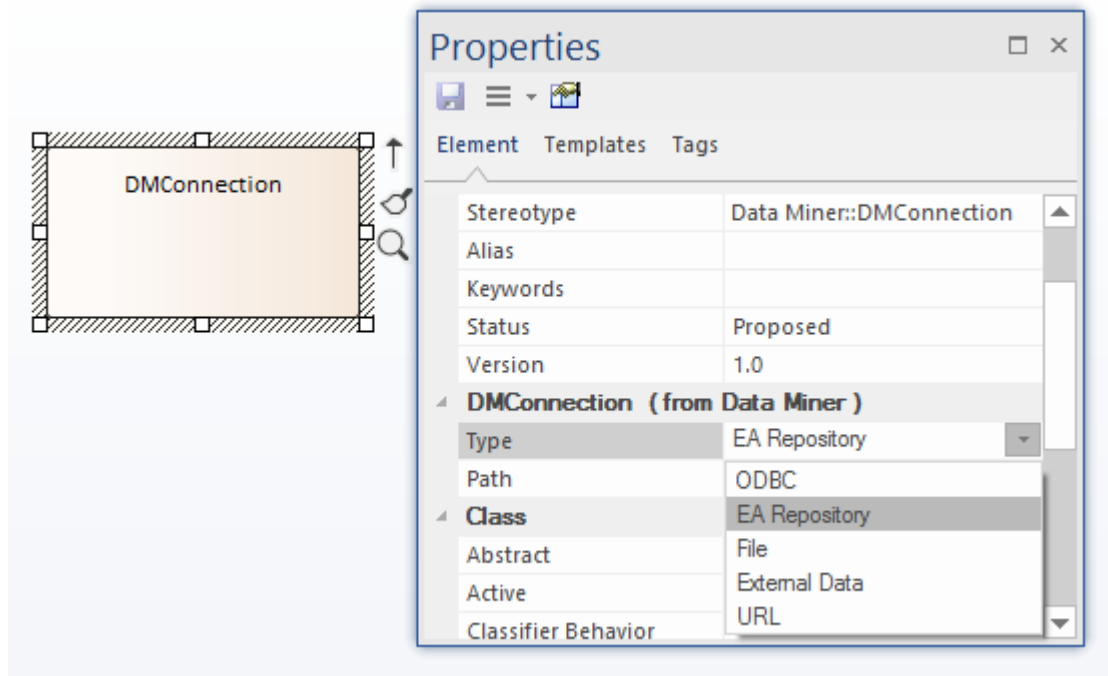 Properties
Element Templates Tags
DMConnection
Stereotype Data Miner::DMConnection
Alias
Keywords
Status Proposed
Version 1.0
DMConnection (from Data Miner )
Type EA Repository
Path ODBC
Class EA Repository
Abstract File
Active External Data
Classifier Behavior URL